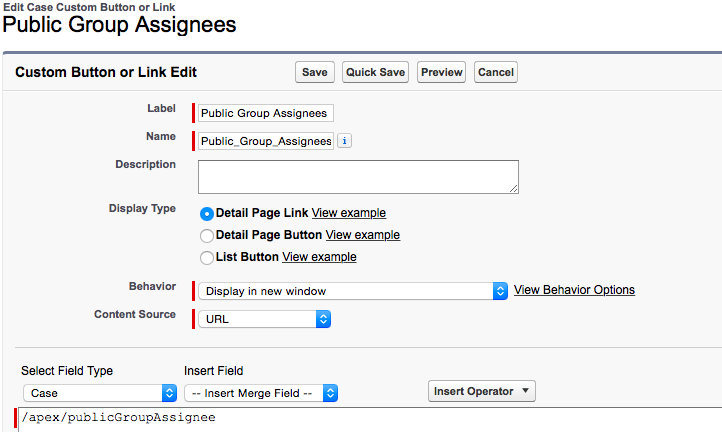 Edit Case Custom Button or Link
Public Group Assignees
Custom Button or Link Edit Save Quick Save Preview Cancel
Label Public Group Assignees
Name Public_Group_Assignees i
Description
Display Type Detail Page Link View example
Detail Page Button View example
List Button View example
Behavior Display in new window View Behavior Options
Content Source URL
Select Field Type Insert Field
Case -- Insert Merge Field -- Insert Operator
/apex/publicGroupAssignee